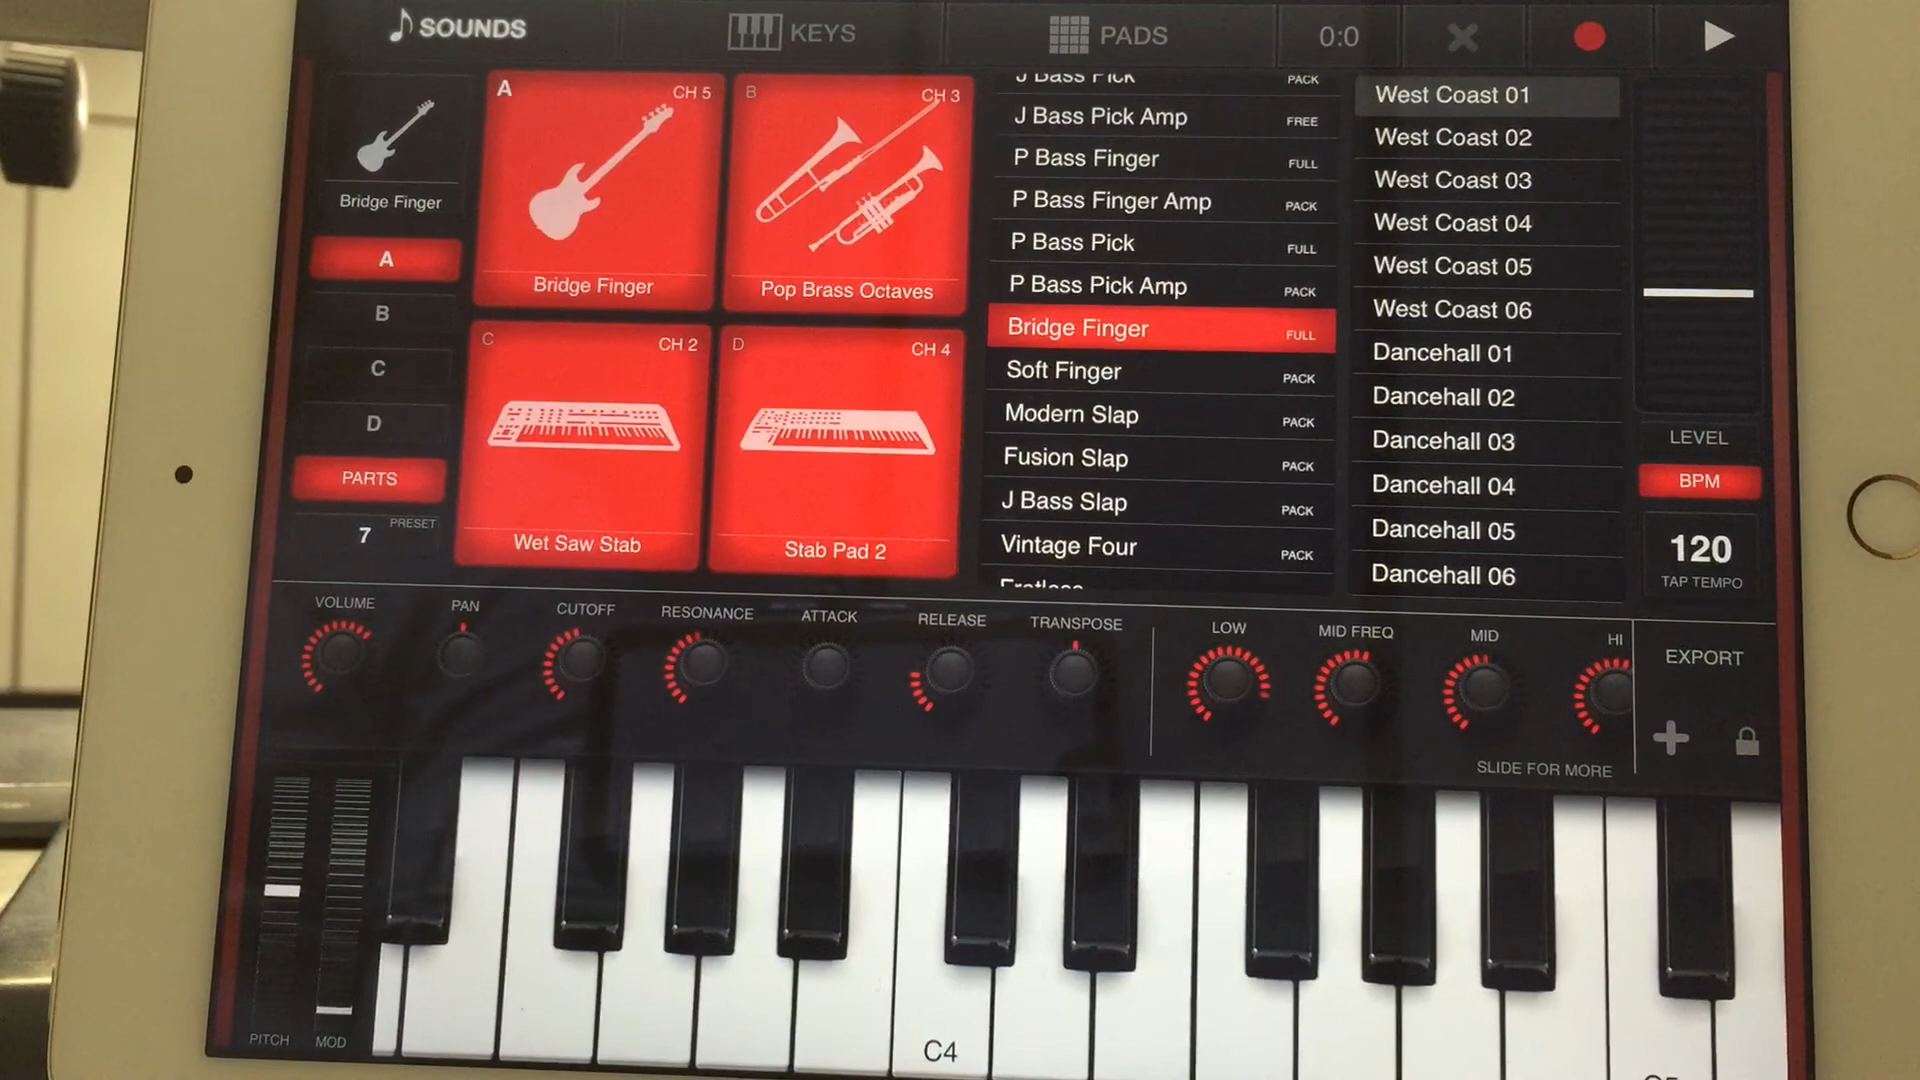 SOUNDS
KEYS
PADS
0:0
Bridge Finger
A
B
C
D
PARTS
PRESET
7
A
CH 5
Bridge Finger
B
CH 3
Pop Brass Octaves
C
CH 2
Wet Saw Stab
D
CH 4
Stab Pad 2
J Bass Pick PACK
J Bass Pick Amp FREE
P Bass Finger FULL
P Bass Finger Amp PACK
P Bass Pick FULL
P Bass Pick Amp PACK
Bridge Finger FULL
Soft Finger PACK
Modern Slap PACK
Fusion Slap PACK
J Bass Slap PACK
Vintage Four PACK
West Coast 01
West Coast 02
West Coast 03
West Coast 04
West Coast 05
West Coast 06
Dancehall 01
Dancehall 02
Dancehall 03
Dancehall 04
Dancehall 05
Dancehall 06
LEVEL
BPM
120
TAP TEMPO
VOLUME
PAN
CUTOFF
RESONANCE
ATTACK
RELEASE
TRANSPOSE
LOW
MID FREQ
MID
HI
EXPORT
SLIDE FOR MORE
PITCH
MOD
C4